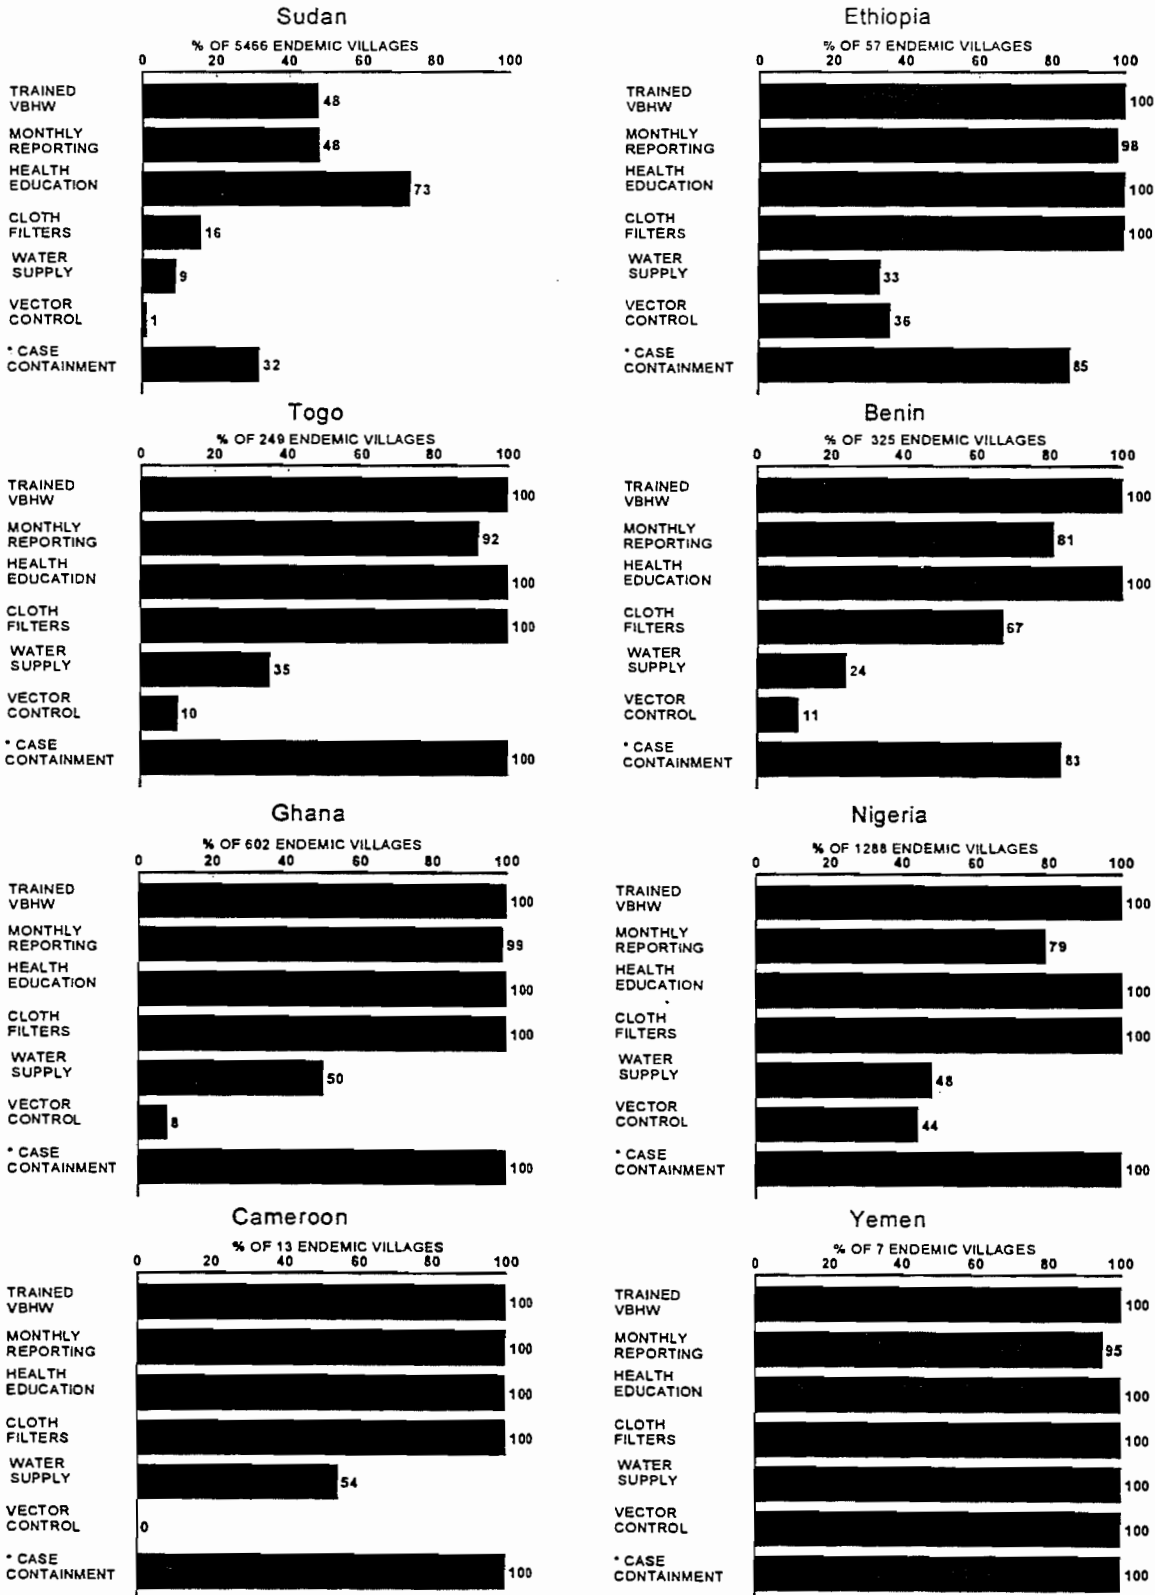 Sudan
% OF 5466 ENDEMIC VILLAGES
0 20 40 60 80 100
TRAINED
VBHW
48
MONTHLY
REPORTING
48
HEALTH
EDUCATION
73
CLOTH
FILTERS
16
WATER
SUPPLY
9
VECTOR
CONTROL
1
* CASE
CONTAINMENT
32
Ethiopia
% OF 57 ENDEMIC VILLAGES
0 20 40 60 80 100
TRAINED
VBHW
100
MONTHLY
REPORTING
98
HEALTH
EDUCATION
100
CLOTH
FILTERS
100
WATER
SUPPLY
33
VECTOR
CONTROL
36
* CASE
CONTAINMENT
85
Togo
% OF 249 ENDEMIC VILLAGES
0 20 40 60 80 100
TRAINED
VBHW
100
MONTHLY
REPORTING
92
HEALTH
EDUCATION
CLOTH
FILTERS
100
WATER
SUPPLY
35
VECTOR
CONTROL
10
* CASE
CONTAINMENT
100
Benin
% OF 325 ENDEMIC VILLAGES
0 20 40 60 80 100
TRAINED
VBHW
100
MONTHLY
REPORTING
81
HEALTH
EDUCATION
100
CLOTH
FILTERS
67
WATER
SUPPLY
24
VECTOR
CONTROL
11
* CASE
CONTAINMENT
83
Ghana
% OF 602 ENDEMIC VILLAGES
0 20 40 60 80 100
TRAINED
VBHW
100
MONTHLY
REPORTING
99
HEALTH
EDUCATION
100
CLOTH
FILTERS
100
WATER
SUPPLY
50
VECTOR
CONTROL
8
* CASE
CONTAINMENT
100
Nigeria
% OF 1288 ENDEMIC VILLAGES
0 20 40 60 80 100
TRAINED
VBHW
100
MONTHLY
REPORTING
79
HEALTH
EDUCATION
100
CLOTH
FILTERS
100
WATER
SUPPLY
48
VECTOR
CONTROL
44
* CASE
CONTAINMENT
100
Cameroon
% OF 13 ENDEMIC VILLAGES
0 20 40 60 80 100
TRAINED
VBHW
100
MONTHLY
REPORTING
100
HEALTH
EDUCATION
100
CLOTH
FILTERS
100
WATER
SUPPLY
54
VECTOR
CONTROL
0
* CASE
CONTAINMENT
100
Yemen
% OF 7 ENDEMIC VILLAGES
0 20 40 60 80 100
TRAINED
VBHW
100
MONTHLY
REPORTING
95
HEALTH
EDUCATION
100
CLOTH
FILTERS
100
WATER
SUPPLY
100
VECTOR
CONTROL
100
* CASE
CONTAINMENT
100